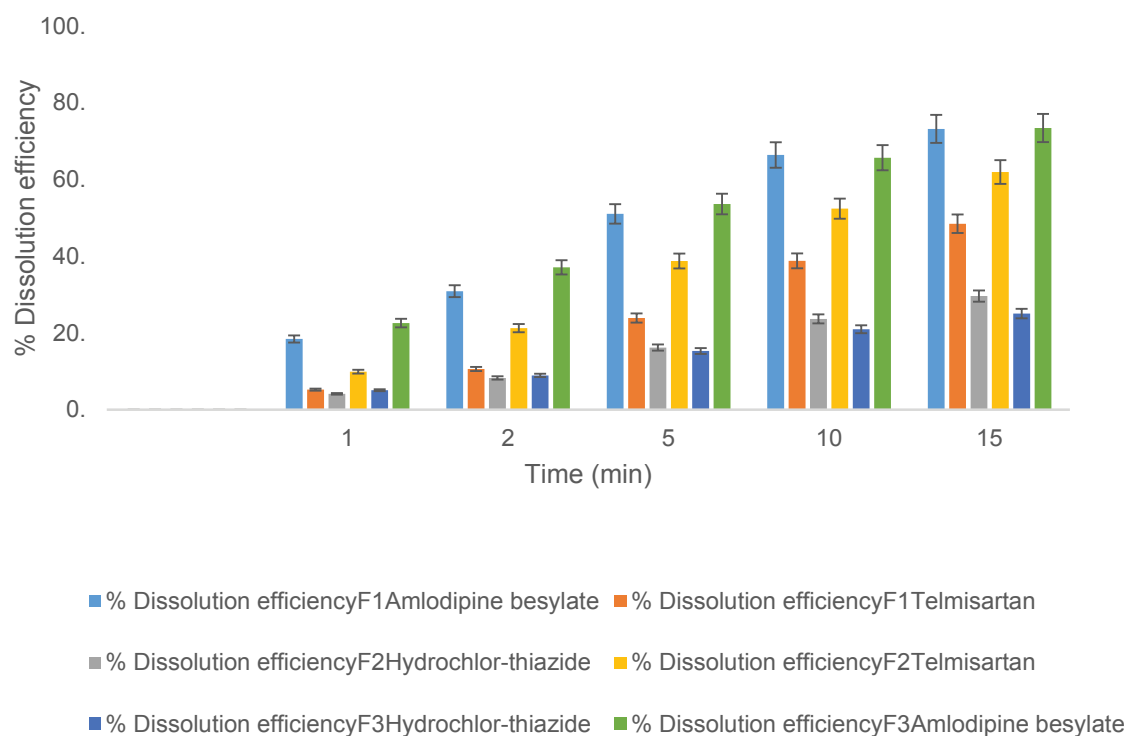 100.
80.
60.
40.
20.
0.
% Dissolution efficiency
1 2 5 10 15
Time (min)
% Dissolution efficiencyF1Amlodipine besylate % Dissolution efficiencyF1Telmisartan
% Dissolution efficiencyF2Hydrochlor-thiazide % Dissolution efficiencyF2Telmisartan
% Dissolution efficiencyF3Hydrochlor-thiazide % Dissolution efficiencyF3Amlodipine besylate